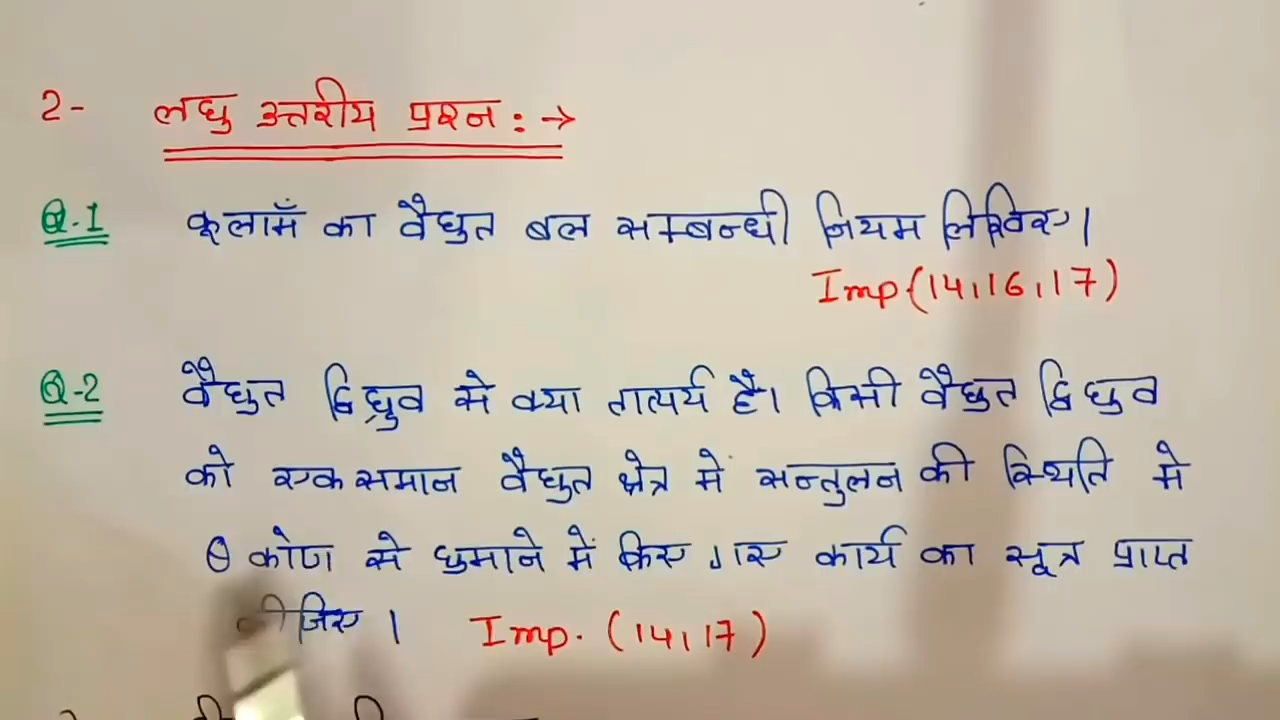 2- लघु उत्तरीय प्रश्न :→
Q.1 कूलामँ का वैद्युत बल सम्बन्धी नियम लिखिए।
Imp (14,16,17)
Q-2 वैद्युत द्विध्रुव से क्या तात्पर्य है। किसी वैद्युत द्विध्रुव
को एकसमान वैद्युत क्षेत्र में सन्तुलन की स्थिति मे
θ कोण से घुमाने में किए गए कार्य का सूत्र प्राप्त
कीजिए। Imp. (14,17)